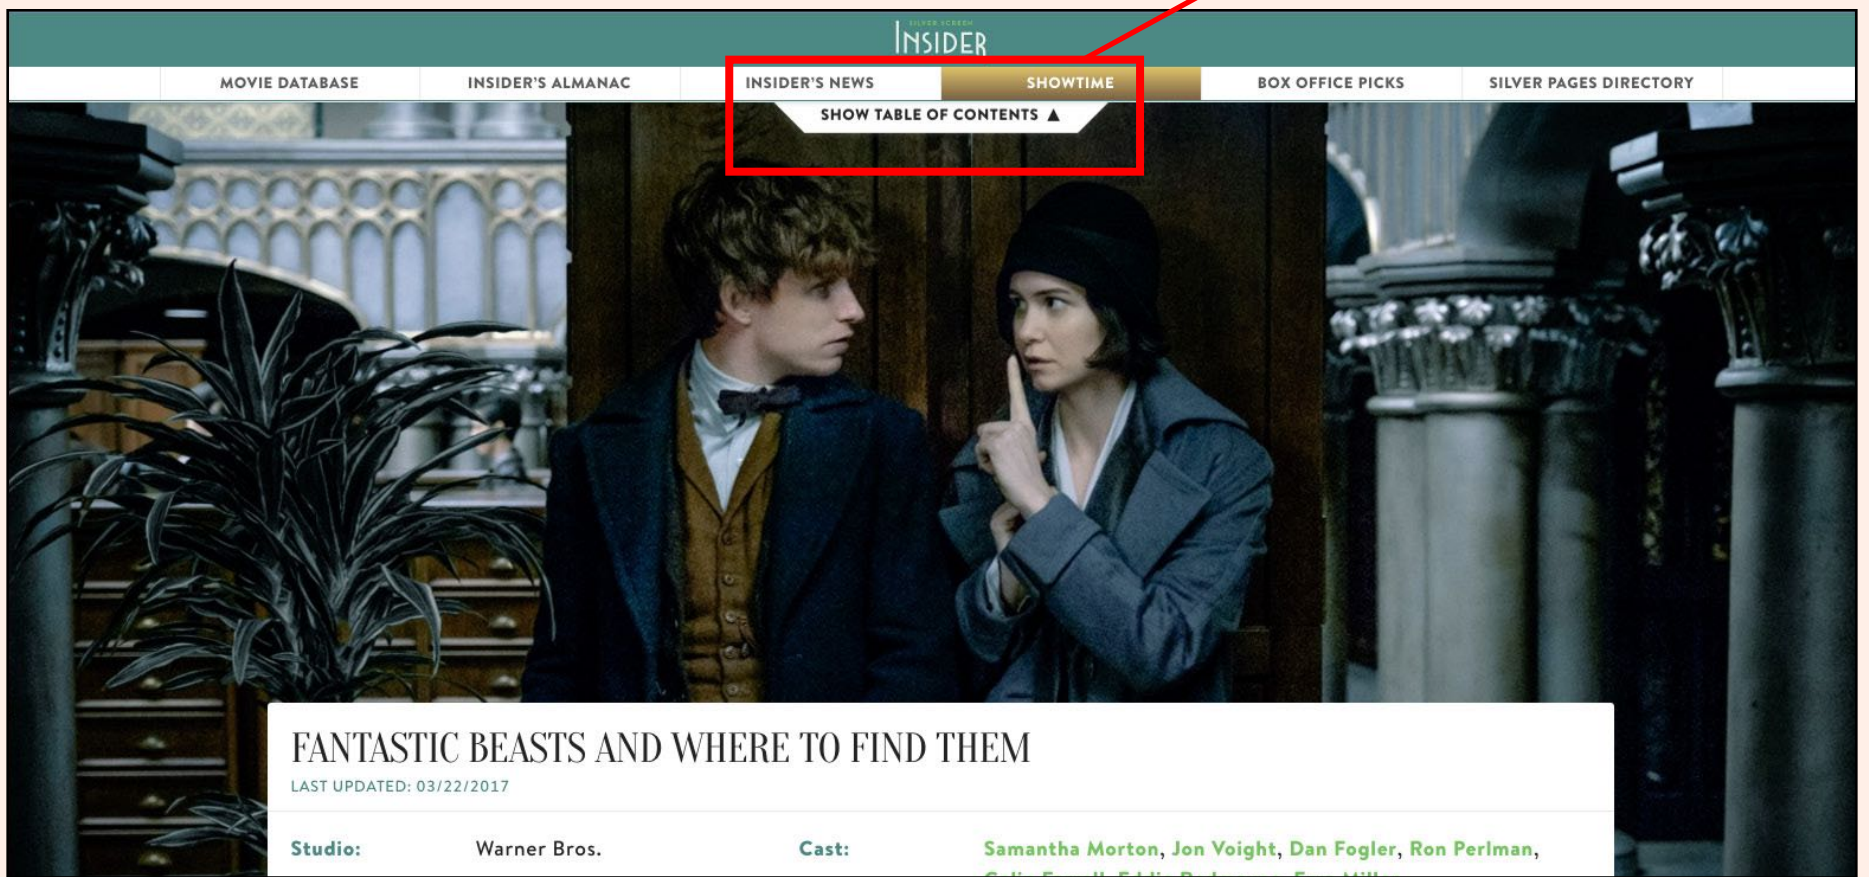 SILVER SCREEN
INSIDER
MOVIE DATABASE INSIDER'S ALMANAC INSIDER'S NEWS SHOWTIME BOX OFFICE PICKS SILVER PAGES DIRECTORY
SHOW TABLE OF CONTENTS ▲
FANTASTIC BEASTS AND WHERE TO FIND THEM
LAST UPDATED: 03/22/2017
Studio: Warner Bros. Cast: Samantha Morton, Jon Voight, Dan Fogler, Ron Perlman,